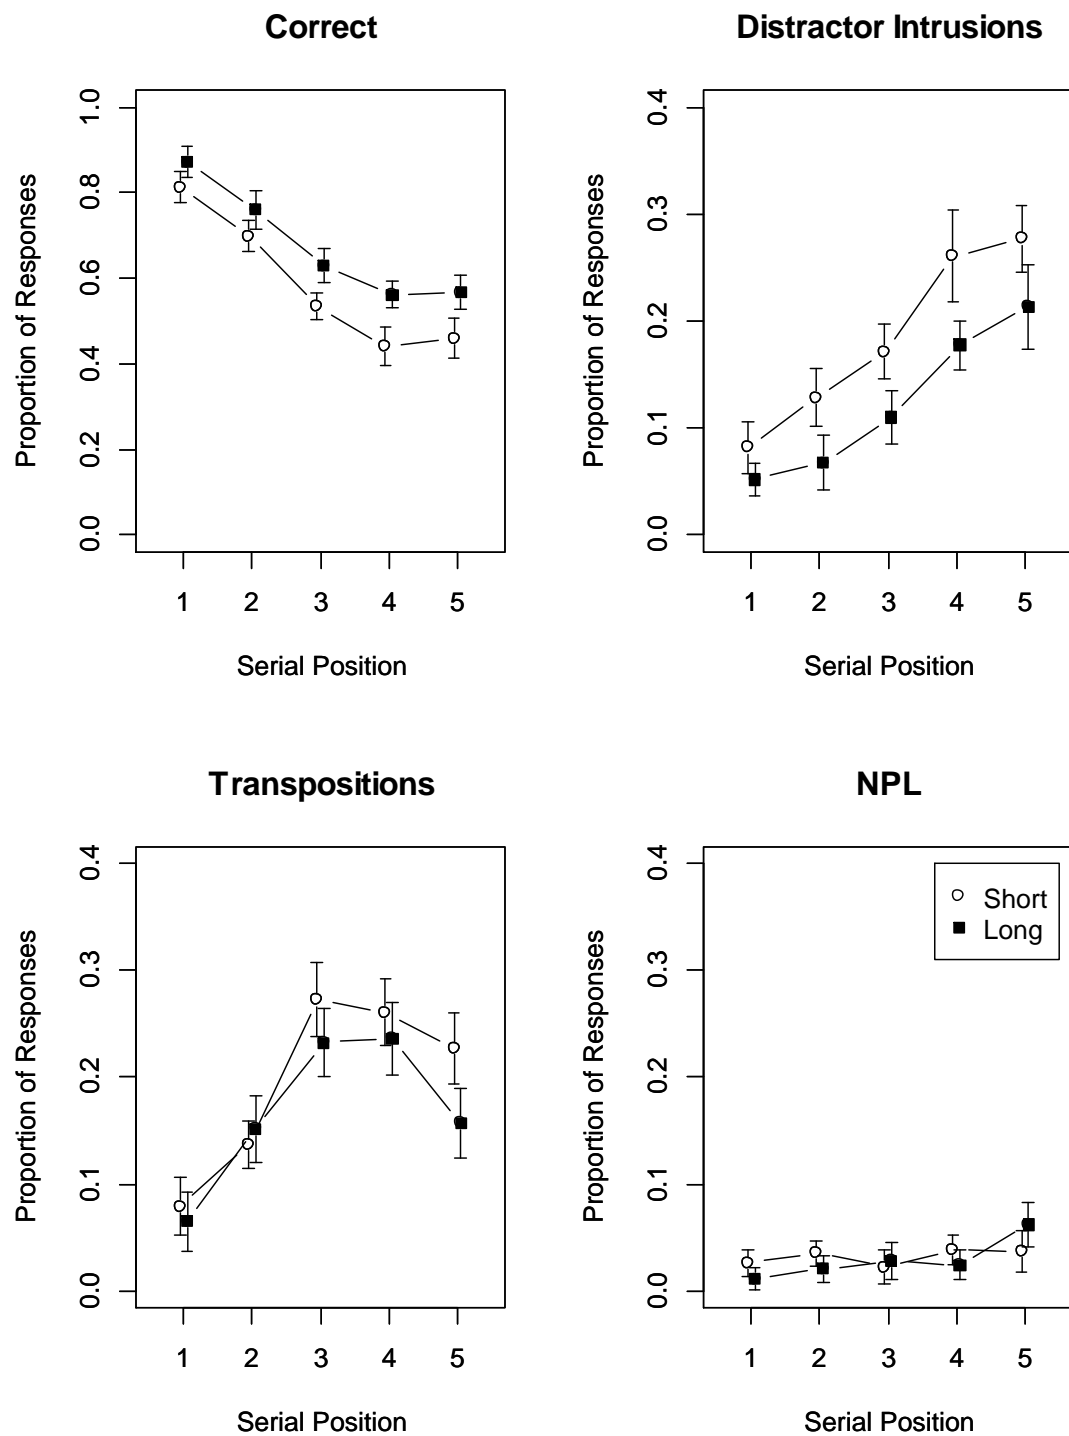 Correct
Proportion of Responses
1.0
0.8
0.6
0.4
0.2
0.0
1 2 3 4 5
Serial Position
Distractor Intrusions
Proportion of Responses
0.4
0.3
0.2
0.1
0.0
1 2 3 4 5
Serial Position
Transpositions
Proportion of Responses
0.4
0.3
0.2
0.1
0.0
1 2 3 4 5
Serial Position
NPL
Proportion of Responses
0.4
0.3
0.2
0.1
0.0
Short
Long
1 2 3 4 5
Serial Position